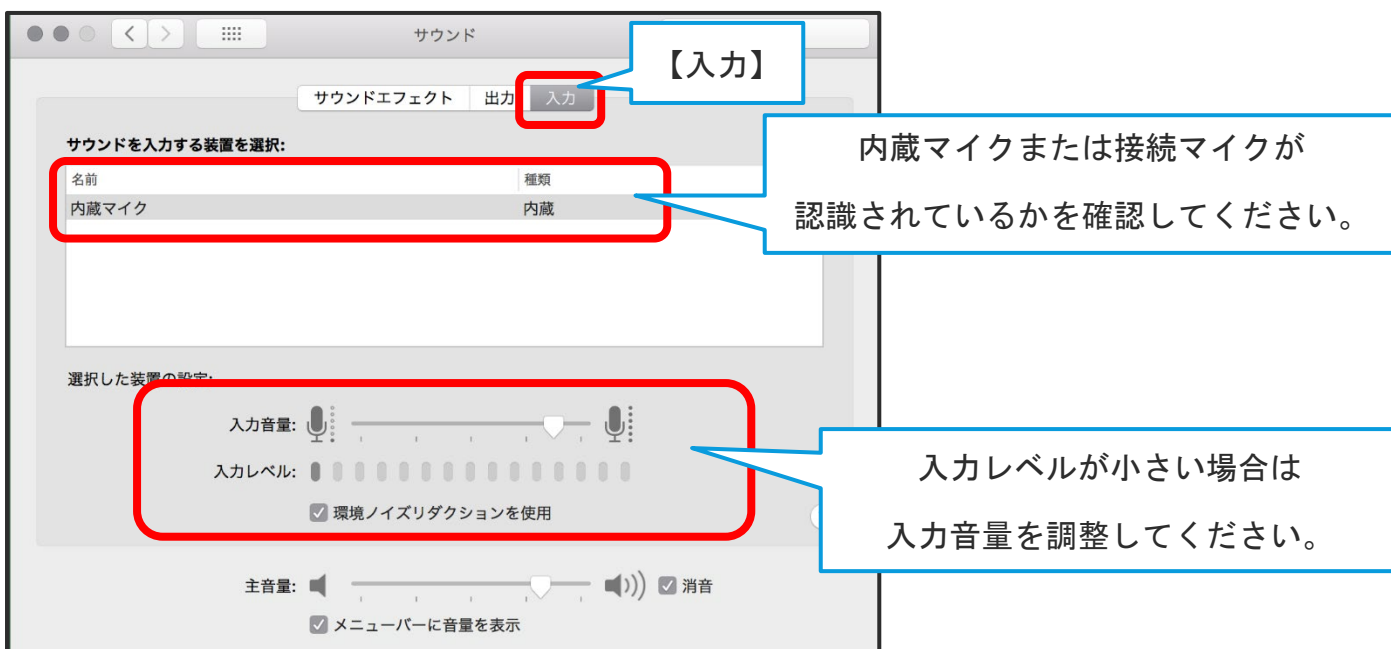 サウンド
【入力】
サウンドエフェクト 出力 入力
サウンドを入力する装置を選択:
内蔵マイクまたは接続マイクが
認識されているかを確認してください。
名前 種類
内蔵マイク 内蔵
選択した装置の設定:
入力音量:
入力レベル:
環境ノイズリダクションを使用
入力レベルが小さい場合は
入力音量を調整してください。
主音量: 消音
メニューバーに音量を表示